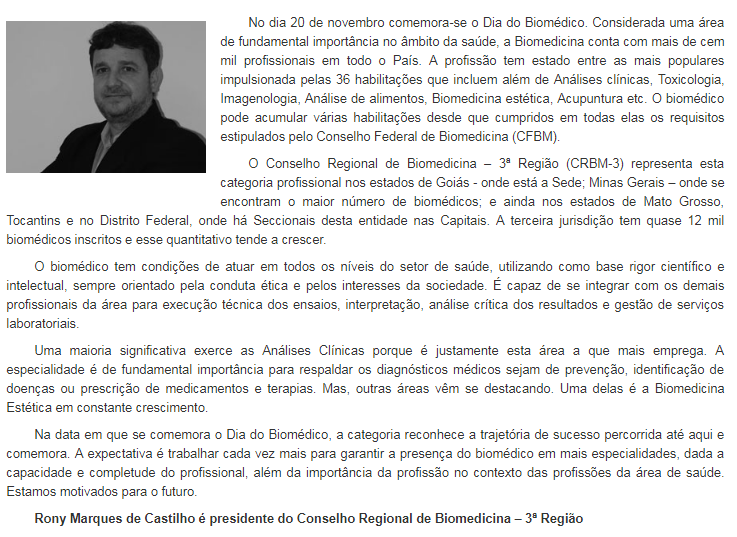 No dia 20 de novembro comemora-se o Dia do Biomédico. Considerada uma área
de fundamental importância no âmbito da saúde, a Biomedicina conta com mais de cem
mil profissionais em todo o País. A profissão tem estado entre as mais populares
impulsionada pelas 36 habilitações que incluem além de Análises clínicas, Toxicologia,
Imagenologia, Análise de alimentos, Biomedicina estética, Acupuntura etc. O biomédico
pode acumular várias habilitações desde que cumpridos em todas elas os requisitos
estipulados pelo Conselho Federal de Biomedicina (CFBM).
O Conselho Regional de Biomedicina – 3ª Região (CRBM-3) representa esta
categoria profissional nos estados de Goiás - onde está a Sede; Minas Gerais – onde se
encontram o maior número de biomédicos; e ainda nos estados de Mato Grosso,
Tocantins e no Distrito Federal, onde há Seccionais desta entidade nas Capitais. A terceira jurisdição tem quase 12 mil
biomédicos inscritos e esse quantitativo tende a crescer.
O biomédico tem condições de atuar em todos os níveis do setor de saúde, utilizando como base rigor científico e
intelectual, sempre orientado pela conduta ética e pelos interesses da sociedade. É capaz de se integrar com os demais
profissionais da área para execução técnica dos ensaios, interpretação, análise crítica dos resultados e gestão de serviços
laboratoriais.
Uma maioria significativa exerce as Análises Clínicas porque é justamente esta área a que mais emprega. A
especialidade é de fundamental importância para respaldar os diagnósticos médicos sejam de prevenção, identificação de
doenças ou prescrição de medicamentos e terapias. Mas, outras áreas vêm se destacando. Uma delas é a Biomedicina
Estética em constante crescimento.
Na data em que se comemora o Dia do Biomédico, a categoria reconhece a trajetória de sucesso percorrida até aqui e
comemora. A expectativa é trabalhar cada vez mais para garantir a presença do biomédico em mais especialidades, dada a
capacidade e completude do profissional, além da importância da profissão no contexto das profissões da área de saúde.
Estamos motivados para o futuro.
Rony Marques de Castilho é presidente do Conselho Regional de Biomedicina – 3ª Região